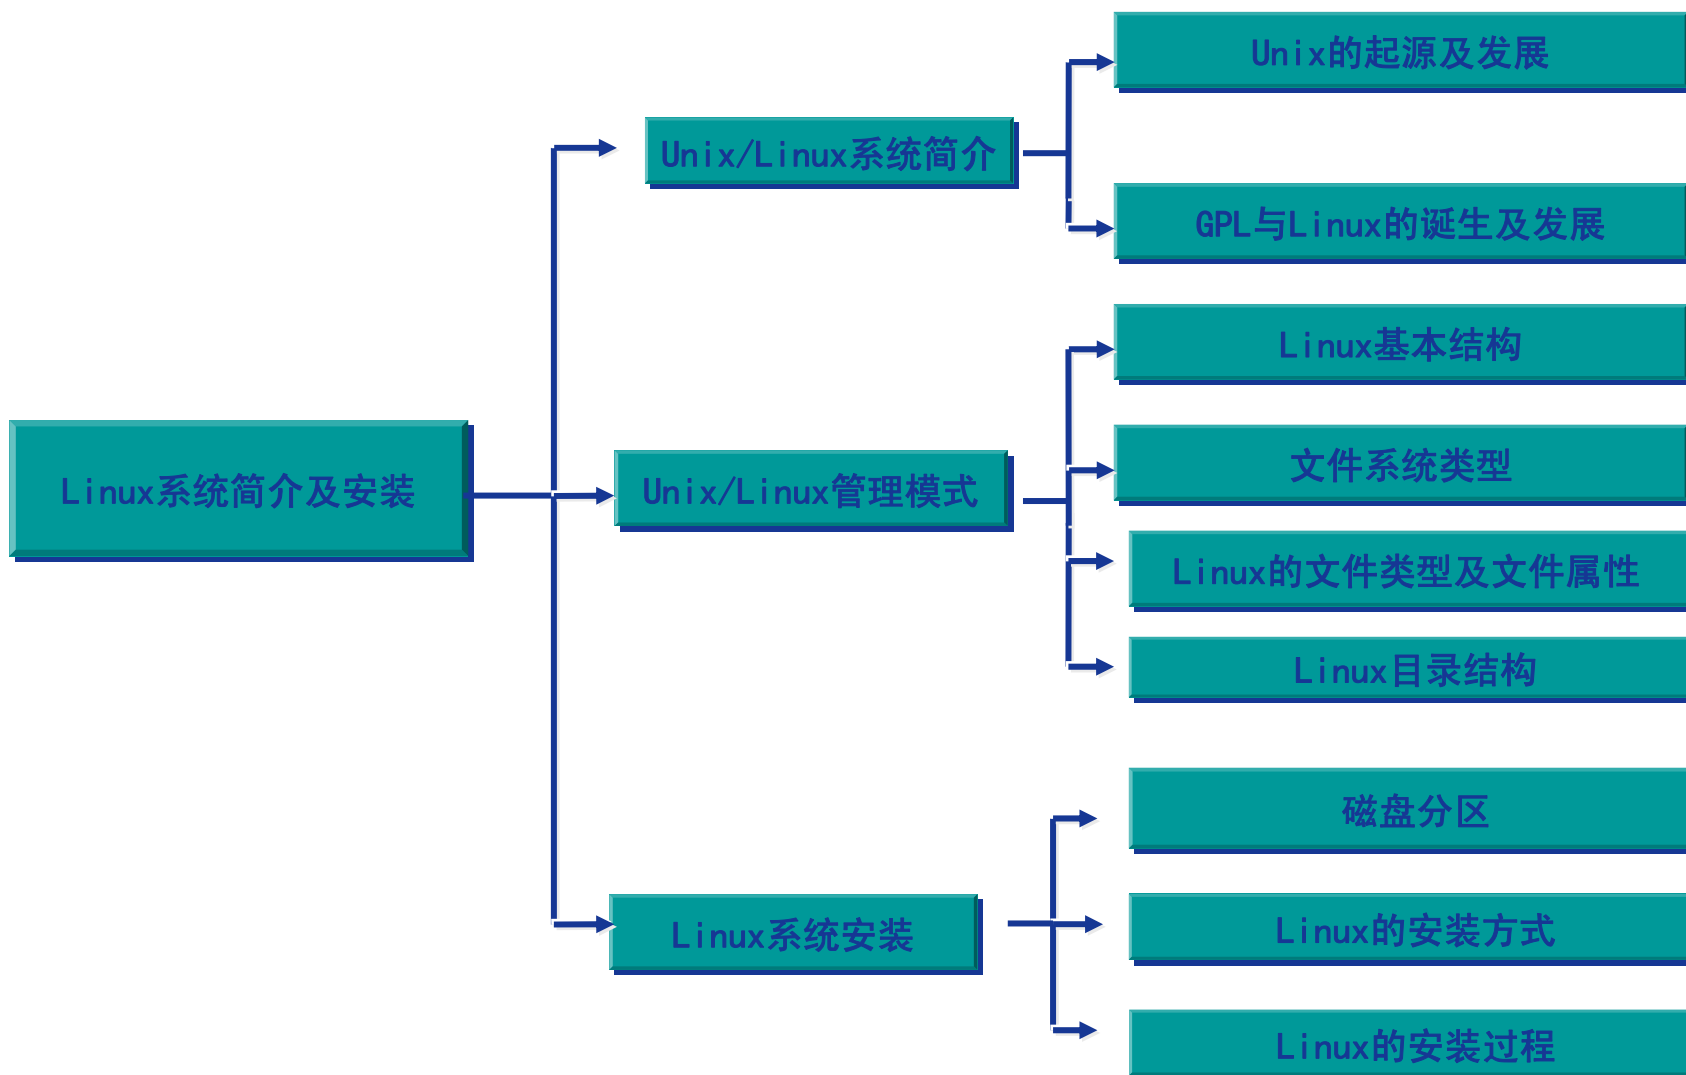 Linux系统简介及安装
Unix/Linux系统简介
Unix的起源及发展
GPL与Linux的诞生及发展
Unix/Linux管理模式
Linux基本结构
文件系统类型
Linux的文件类型及文件属性
Linux目录结构
Linux系统安装
磁盘分区
Linux的安装方式
Linux的安装过程